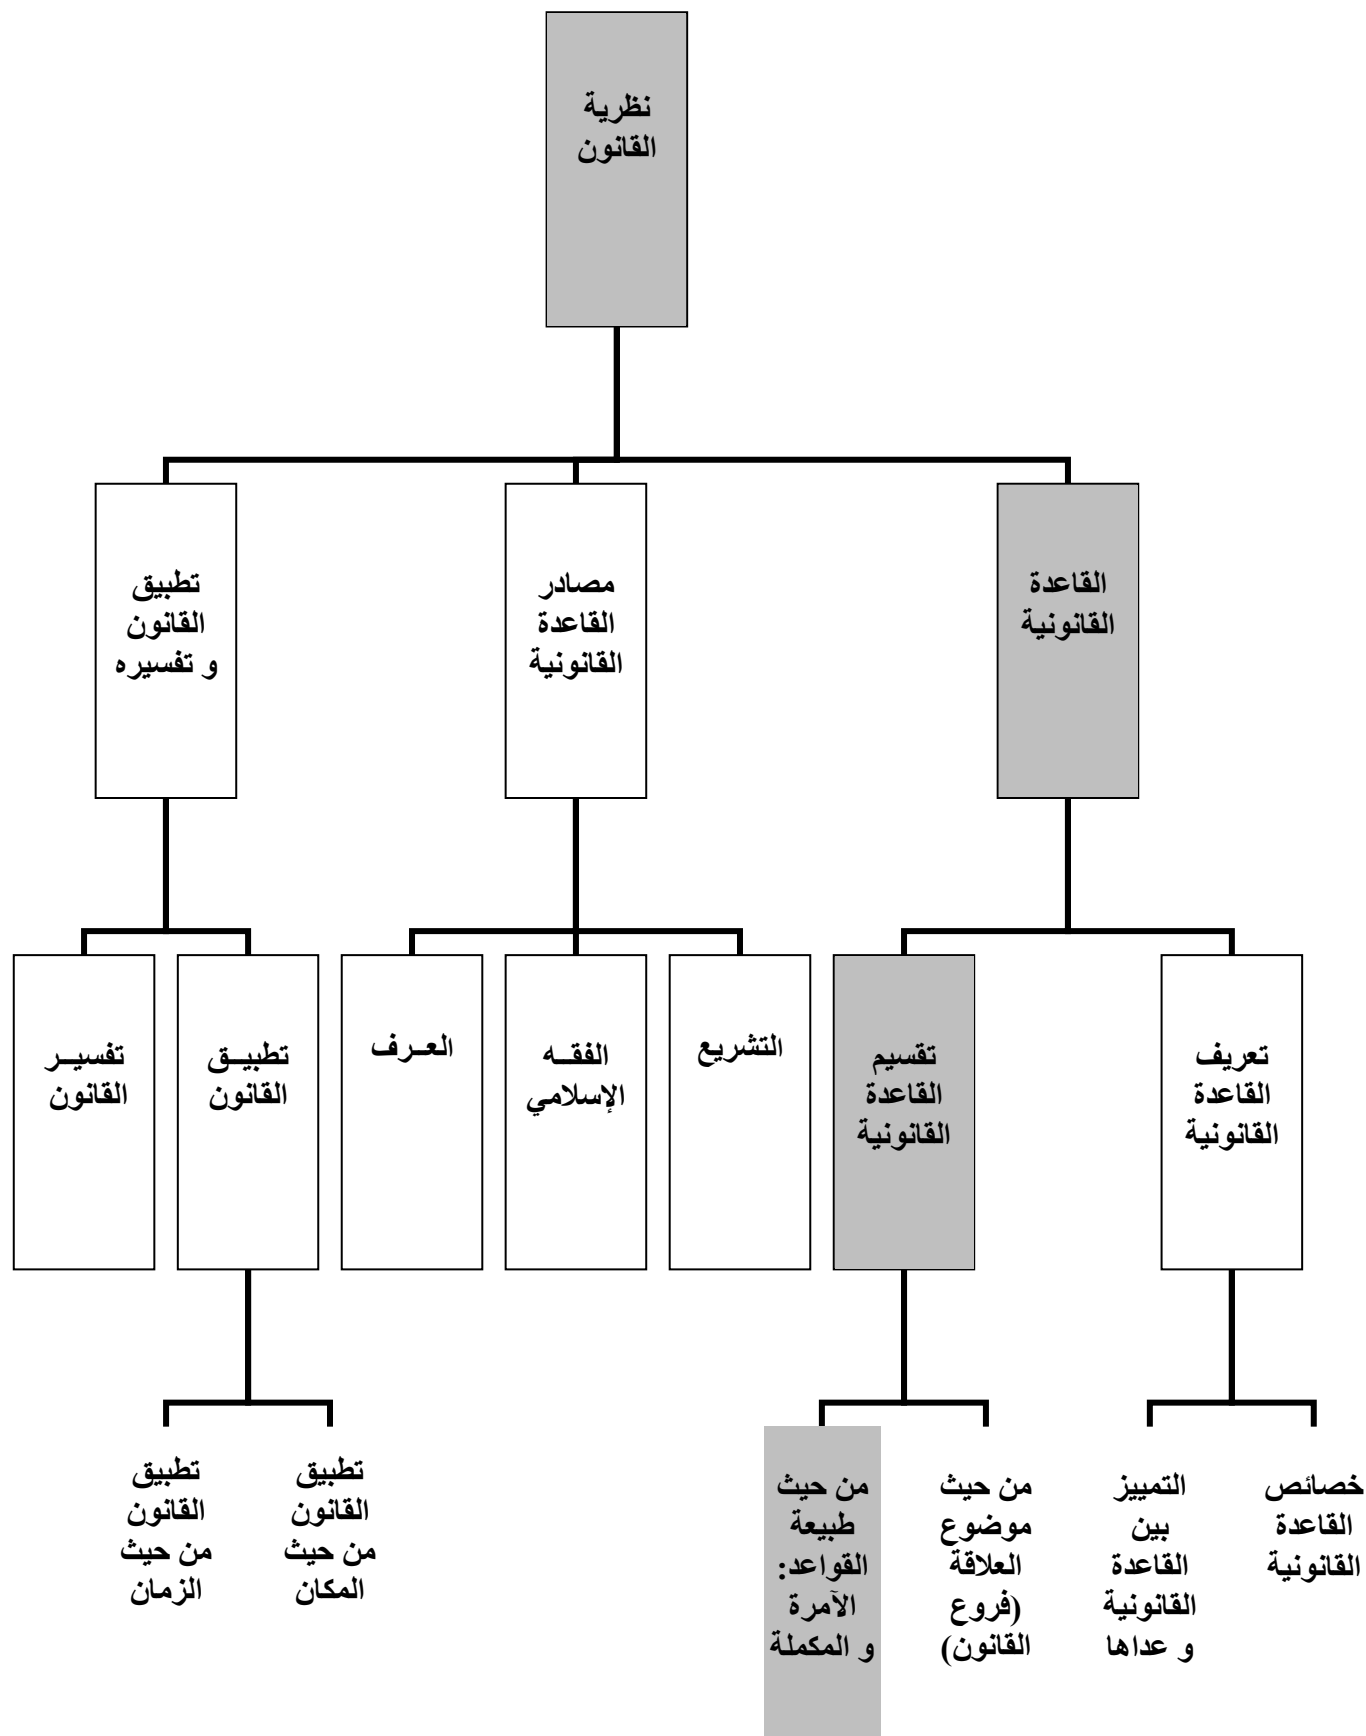 نظرية
القانون
القاعدة
القانونية
مصادر
القاعدة
القانونية
تطبيق
القانون
و تفسيره
تعريف
القاعدة
القانونية
تقسيم
القاعدة
القانونية
التشريع
الفقــه
الإسلامي
العـرف
تطبيــق
القانون
تفسيــر
القانون
خصائص
القاعدة
القانونية
التمييز
بين
القاعدة
القانونية
و عداها
من حيث
موضوع
العلاقة
(فروع
القانون)
من حيث
طبيعة
القواعد:
الآمرة
و المكملة
تطبيق
القانون
من حيث
المكان
تطبيق
القانون
من حيث
الزمان